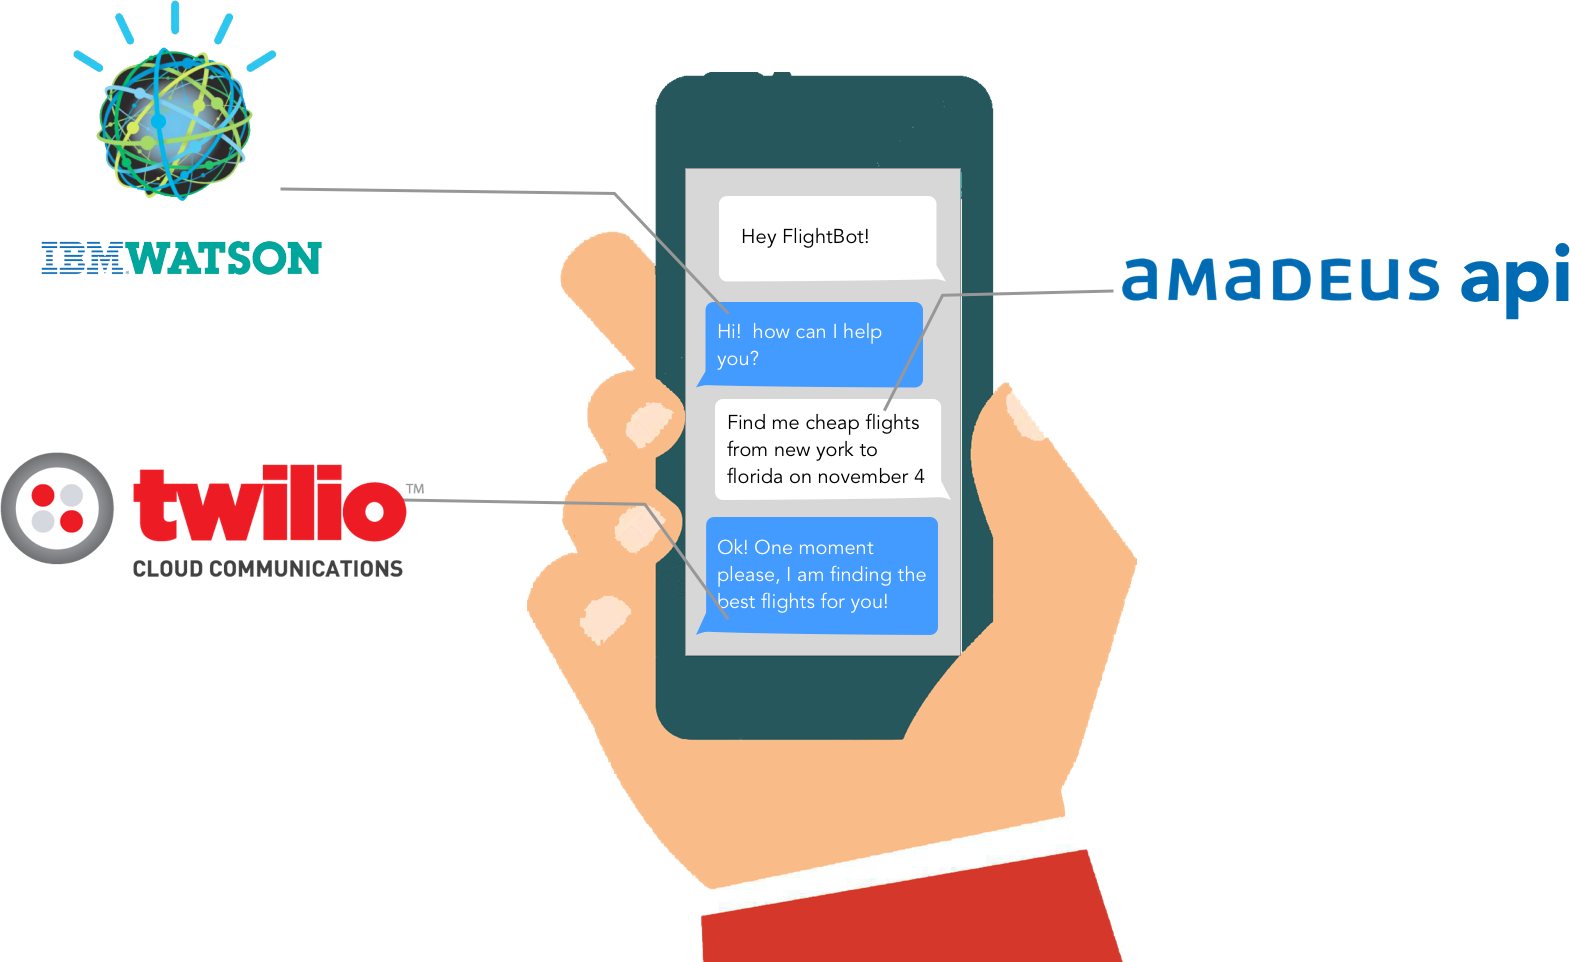 IBM WATSON
Hey FlightBot!
amadeus api
Hi!  how can I help
you?
Find me cheap flights
from new york to
florida on november 4
twilio™
CLOUD COMMUNICATIONS
Ok! One moment
please, I am finding the
best flights for you!